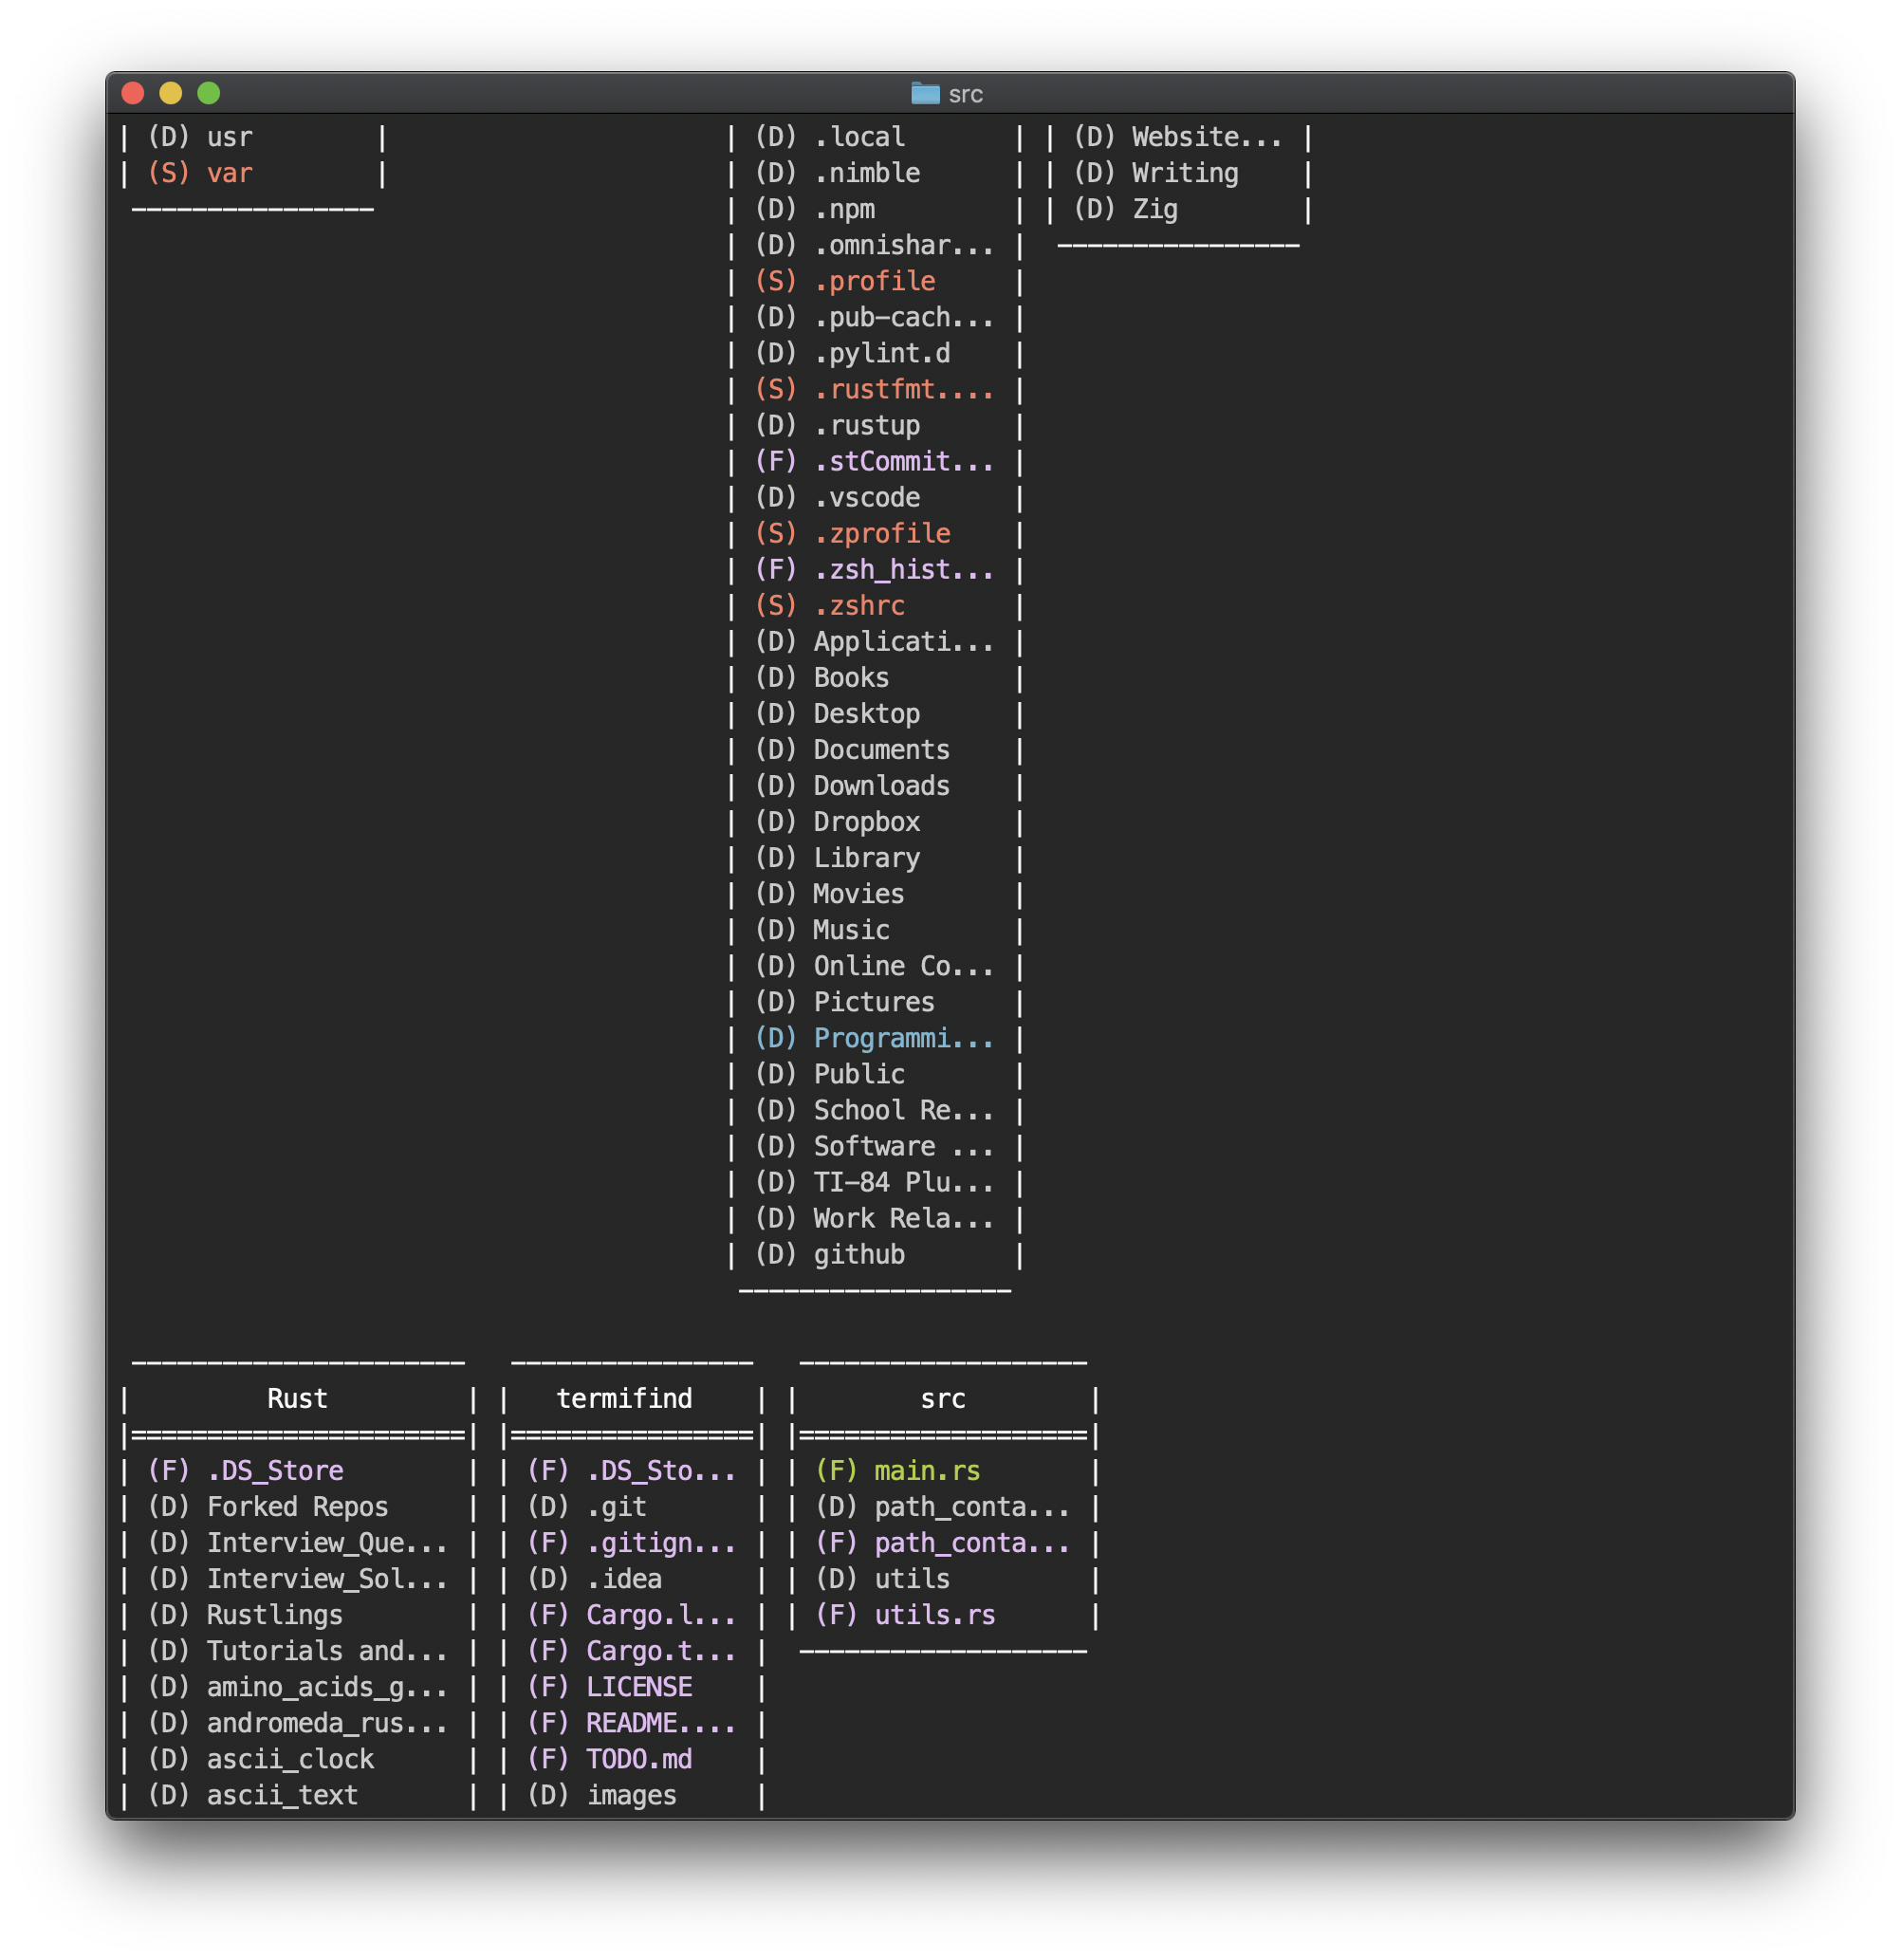 src
| (D) usr        |                      | (D) .local       | | (D) Website... |
| (S) var        |                      | (D) .nimble      | | (D) Writing    |
 ----------------                       | (D) .npm         | | (D) Zig        |
                                        | (D) .omnishar... |  ----------------
                                        | (S) .profile     |
                                        | (D) .pub-cach... |
                                        | (D) .pylint.d    |
                                        | (S) .rustfmt.... |
                                        | (D) .rustup      |
                                        | (F) .stCommit... |
                                        | (D) .vscode      |
                                        | (S) .zprofile    |
                                        | (F) .zsh_hist... |
                                        | (S) .zshrc       |
                                        | (D) Applicati... |
                                        | (D) Books        |
                                        | (D) Desktop      |
                                        | (D) Documents    |
                                        | (D) Downloads    |
                                        | (D) Dropbox      |
                                        | (D) Library      |
                                        | (D) Movies       |
                                        | (D) Music        |
                                        | (D) Online Co... |
                                        | (D) Pictures     |
                                        | (D) Programmi... |
                                        | (D) Public       |
                                        | (D) School Re... |
                                        | (D) Software ... |
                                        | (D) TI-84 Plu... |
                                        | (D) Work Rela... |
                                        | (D) github       |
                                         ------------------
 ----------------------   ----------------   -------------------
|         Rust         | |   termifind    | |        src        |
|======================| |================| |===================|
| (F) .DS_Store        | | (F) .DS_Sto... | | (F) main.rs       |
| (D) Forked Repos     | | (D) .git       | | (D) path_conta... |
| (D) Interview_Que... | | (F) .gitign... | | (F) path_conta... |
| (D) Interview_Sol... | | (D) .idea      | | (D) utils         |
| (D) Rustlings        | | (F) Cargo.l... | | (F) utils.rs      |
| (D) Tutorials and... | | (F) Cargo.t... |  -------------------
| (D) amino_acids_g... | | (F) LICENSE    |
| (D) andromeda_rus... | | (F) README.... |
| (D) ascii_clock      | | (F) TODO.md    |
| (D) ascii_text       | | (D) images     |